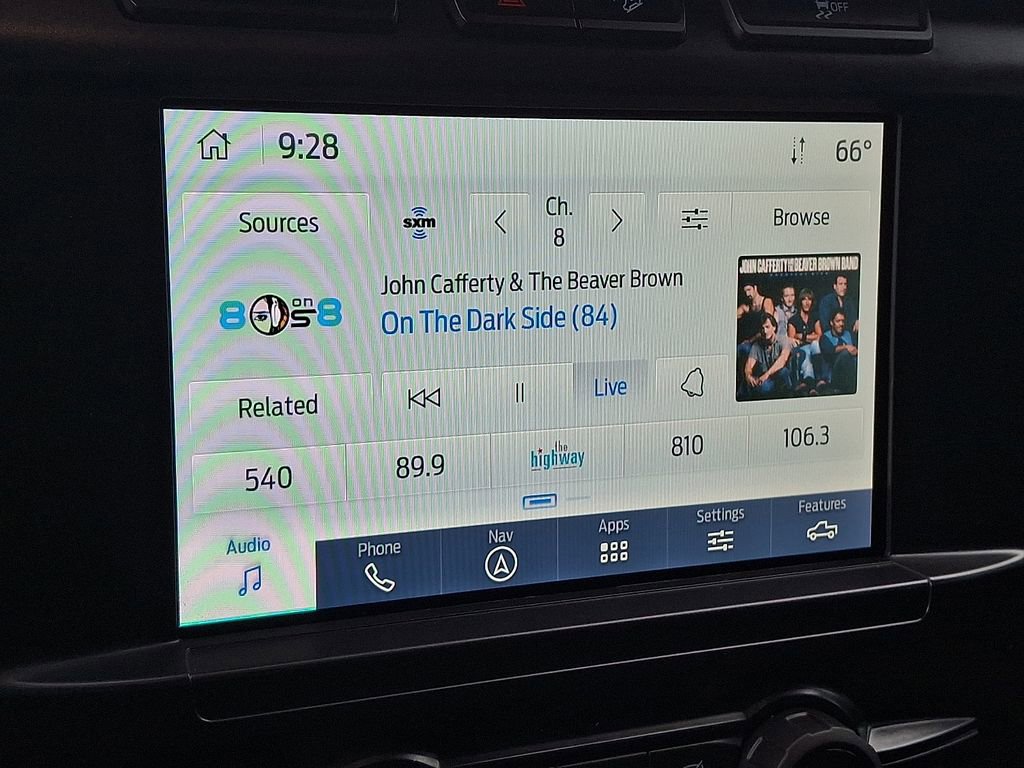 OFF
9:28
66°
Sources
sxm
Ch.
8
Browse
John Cafferty & The Beaver Brown
On The Dark Side (84)
80s on 8
JOHN CAFFERTY AND THE BEAVER BROWN BAND
Related
Live
540
89.9
the
highway
810
106.3
Audio
Phone
Nav
Apps
Settings
Features